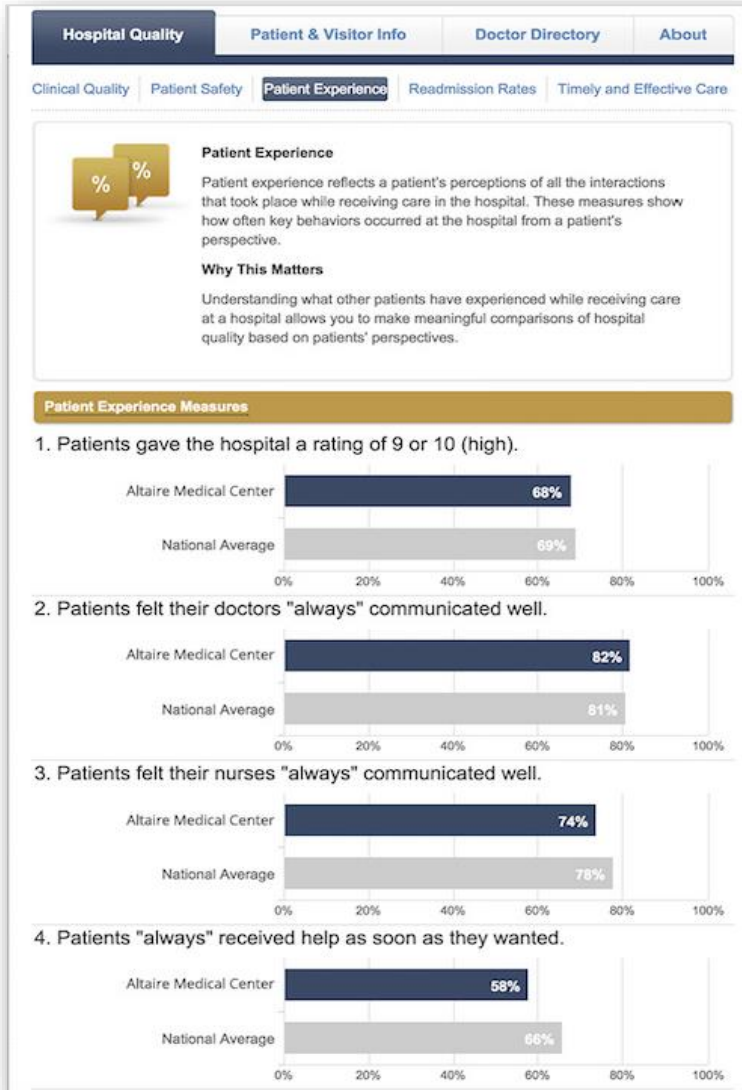 Hospital Quality Patient & Visitor Info Doctor Directory About
Clinical Quality Patient Safety Patient Experience Readmission Rates Timely and Effective Care
% %
Patient Experience
Patient experience reflects a patient's perceptions of all the interactions
that took place while receiving care in the hospital. These measures show
how often key behaviors occurred at the hospital from a patient's
perspective.
Why This Matters
Understanding what other patients have experienced while receiving care
at a hospital allows you to make meaningful comparisons of hospital
quality based on patients' perspectives.
Patient Experience Measures
1. Patients gave the hospital a rating of 9 or 10 (high).
Altaire Medical Center 68%
National Average 69%
0% 20% 40% 60% 80% 100%
2. Patients felt their doctors "always" communicated well.
Altaire Medical Center 82%
National Average 81%
0% 20% 40% 60% 80% 100%
3. Patients felt their nurses "always" communicated well.
Altaire Medical Center 74%
National Average 78%
0% 20% 40% 60% 80% 100%
4. Patients "always" received help as soon as they wanted.
Altaire Medical Center 58%
National Average 66%
0% 20% 40% 60% 80% 100%